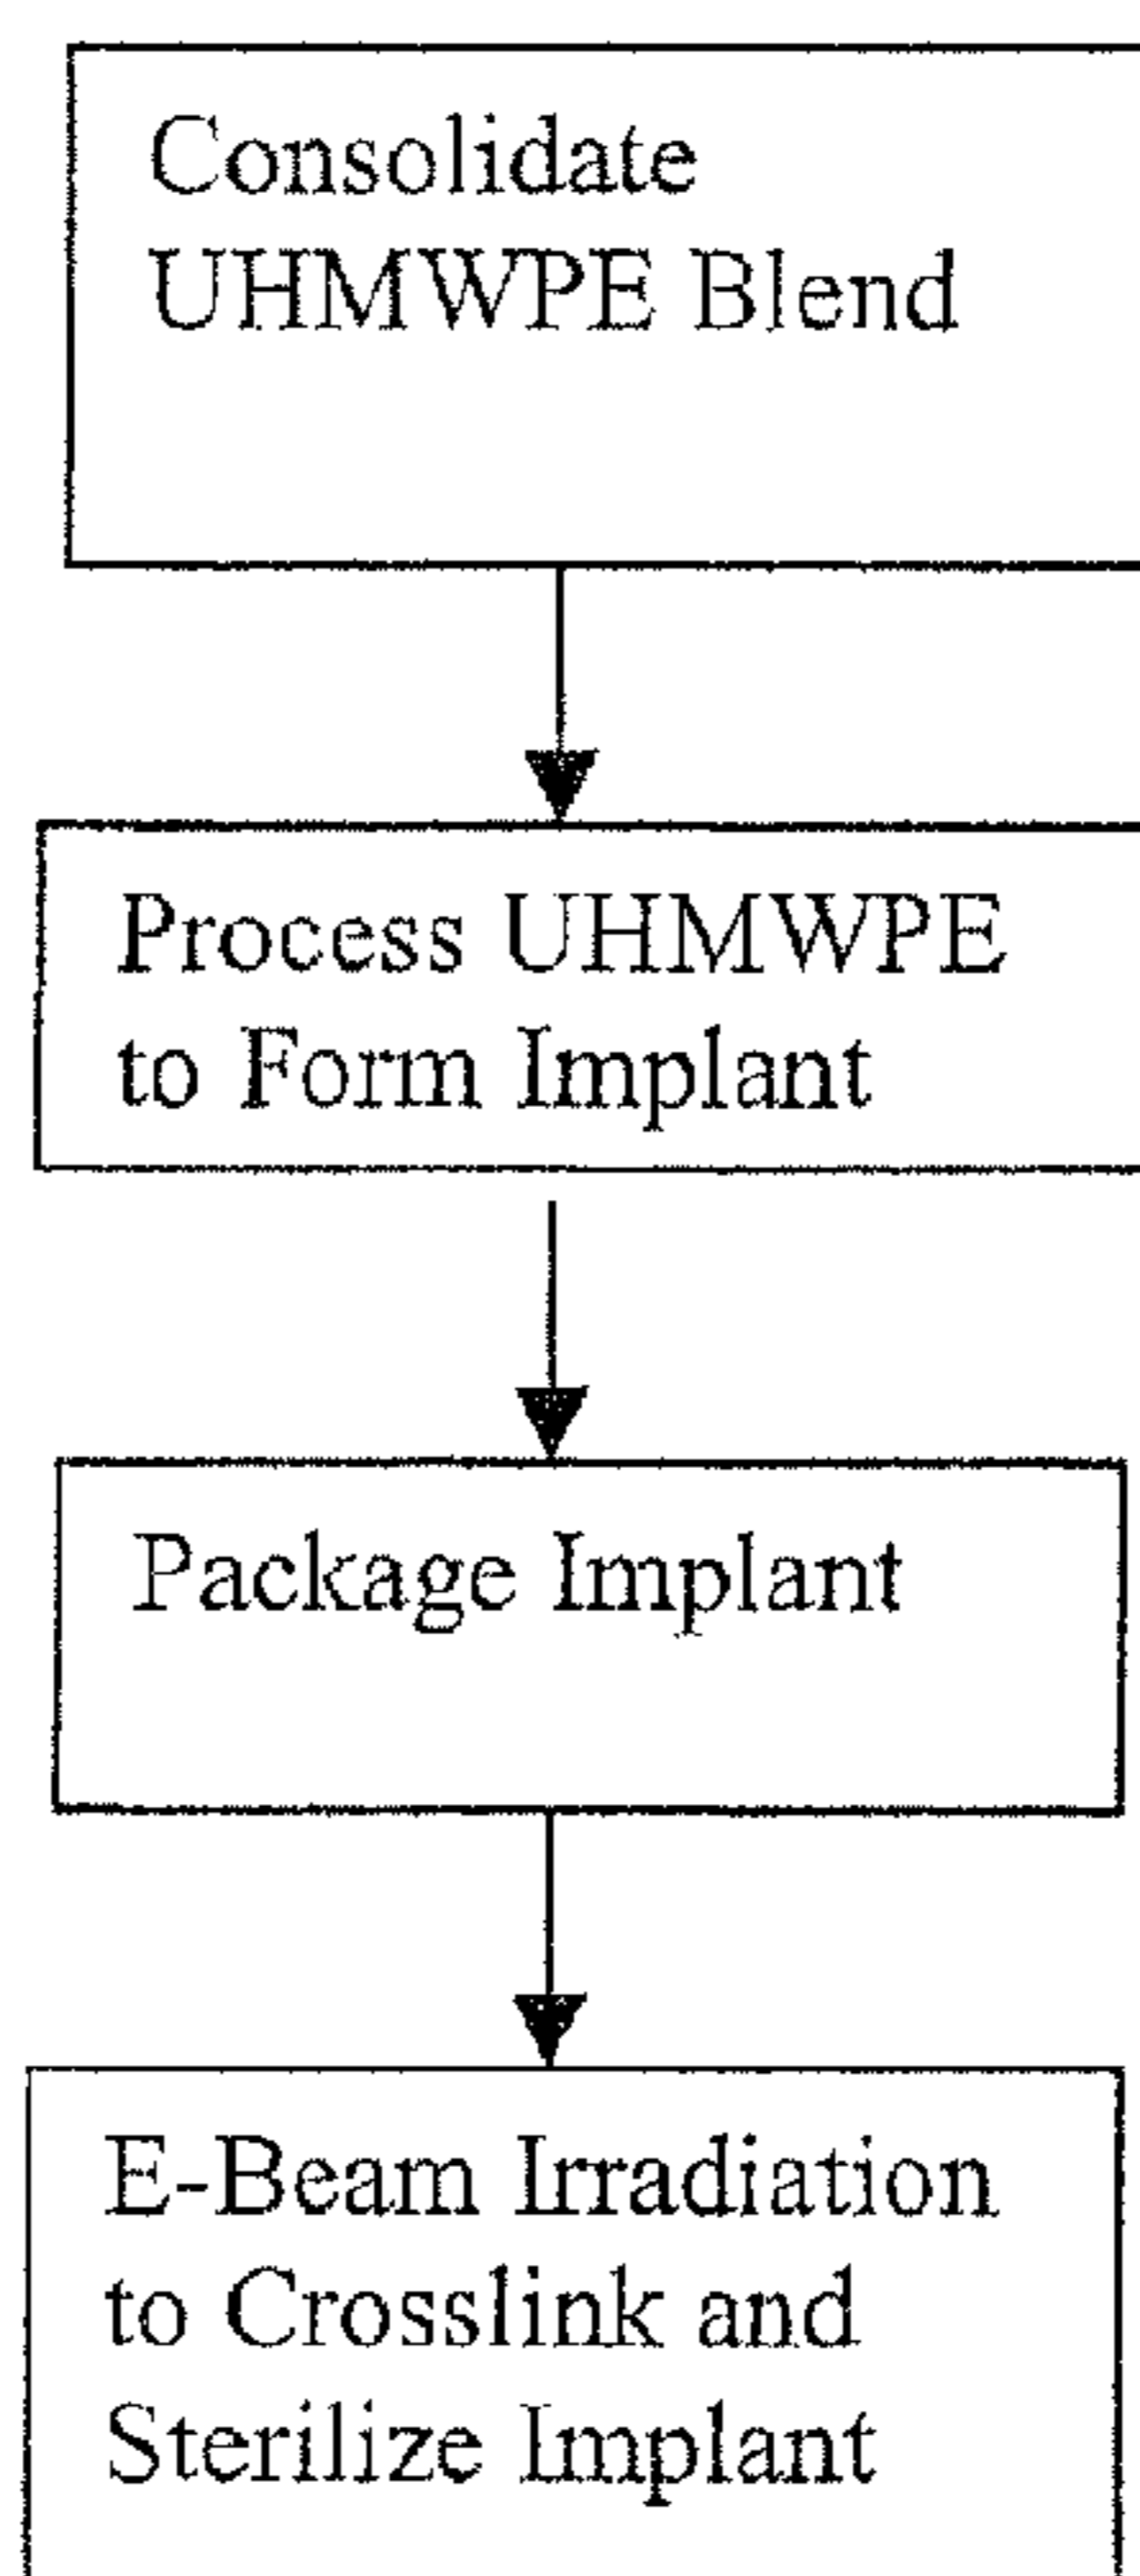 Consolidate
UHMWPE Blend
Process UHMWPE
to Form Implant
Package Implant
E-Beam Irradiation
to Crosslink and
Sterilize Implant